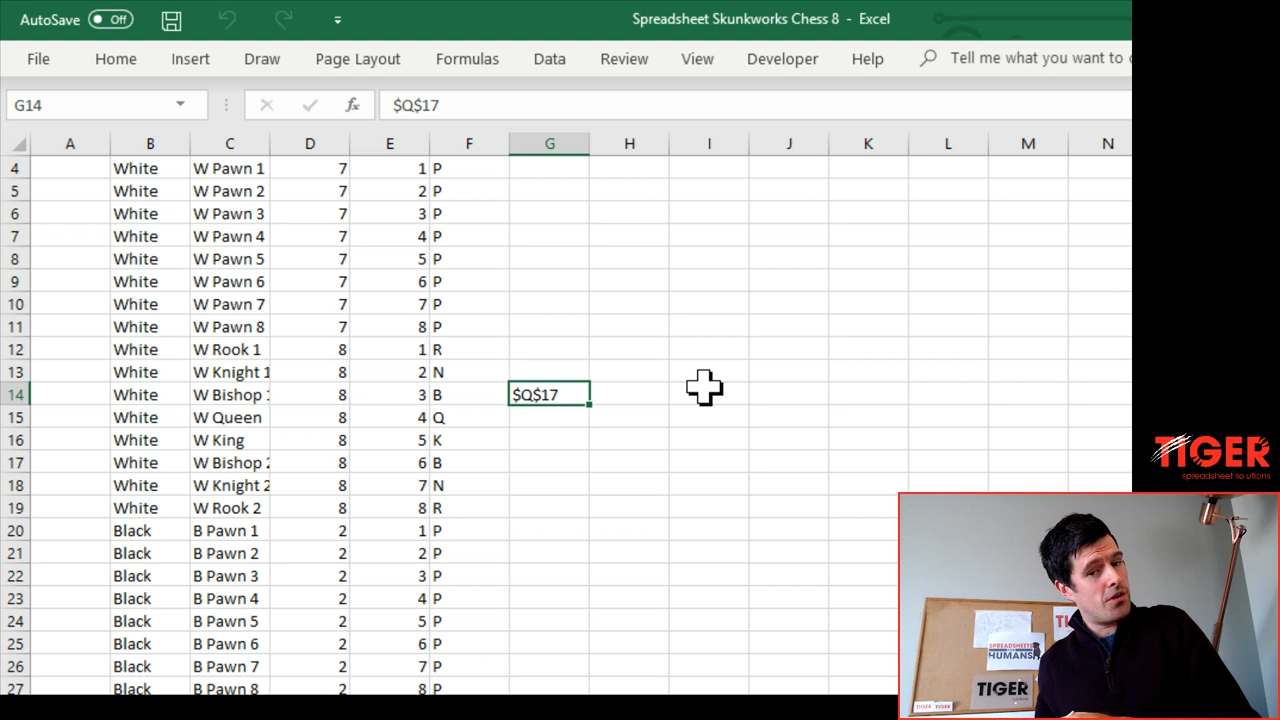 AutoSave Off Spreadsheet Skunkworks Chess 8 - Excel
File Home Insert Draw Page Layout Formulas Data Review View Developer Help Tell me what you want to
G14 fx $Q$17
A B C D E F G H I J K L M N
4 White W Pawn 1 7 1 P
5 White W Pawn 2 7 2 P
6 White W Pawn 3 7 3 P
7 White W Pawn 4 7 4 P
8 White W Pawn 5 7 5 P
9 White W Pawn 6 7 6 P
10 White W Pawn 7 7 7 P
11 White W Pawn 8 7 8 P
12 White W Rook 1 8 1 R
13 White W Knight 1 8 2 N
14 White W Bishop 1 8 3 B $Q$17
15 White W Queen 8 4 Q
16 White W King 8 5 K
17 White W Bishop 2 8 6 B
18 White W Knight 2 8 7 N
19 White W Rook 2 8 8 R
20 Black B Pawn 1 2 1 P
21 Black B Pawn 2 2 2 P
22 Black B Pawn 3 2 3 P
23 Black B Pawn 4 2 4 P
24 Black B Pawn 5 2 5 P
25 Black B Pawn 6 2 6 P
26 Black B Pawn 7 2 7 P
27 Black B Pawn 8 2 8 P
TIGER
spreadsheet solutions
SPREADSHEETS
HUMANS
TIGER
TIGER TIGER